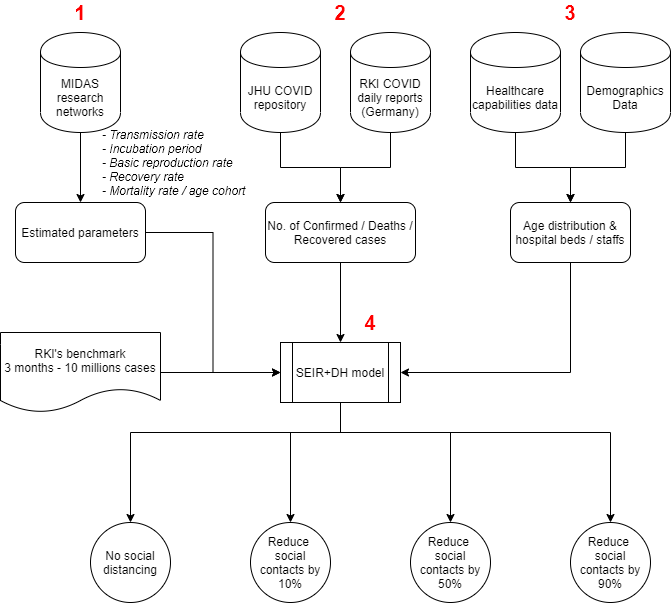 1
2
3
MIDAS
research
networks
JHU COVID
repository
RKI COVID
daily reports
(Germany)
Healthcare
capabilities data
Demographics
Data
- Transmission rate
- Incubation period
- Basic reproduction rate
- Recovery rate
- Mortality rate / age cohort
Estimated parameters
No. of Confirmed / Deaths /
Recovered cases
Age distribution &
hospital beds / staffs
4
RKI's benchmark
3 months - 10 millions cases
SEIR+DH model
No social
distancing
Reduce
social
contacts by
10%
Reduce
social
contacts by
50%
Reduce
social
contacts by
90%